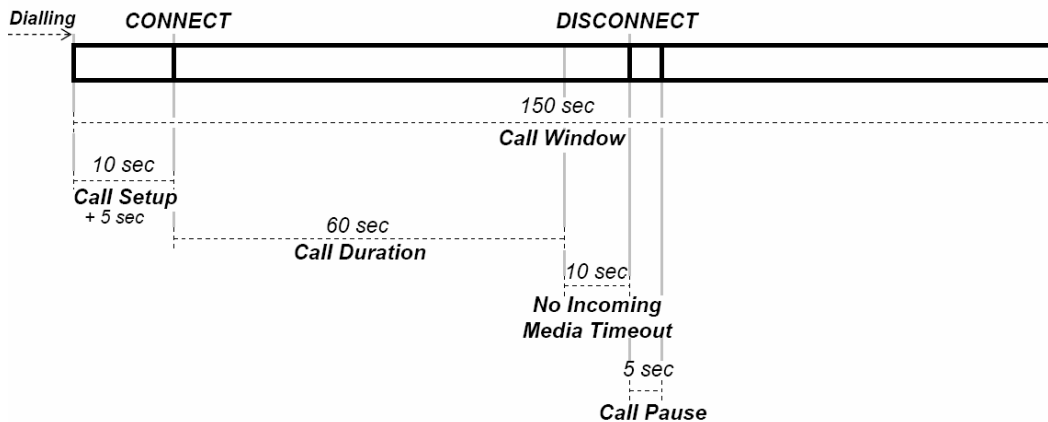 Dialling
CONNECT
DISCONNECT
150 sec
Call Window
10 sec
Call Setup
+ 5 sec
60 sec
Call Duration
10 sec
No Incoming
Media Timeout
5 sec
Call Pause